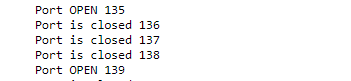 Port OPEN 135
Port is closed 136
Port is closed 137
Port is closed 138
Port OPEN 139